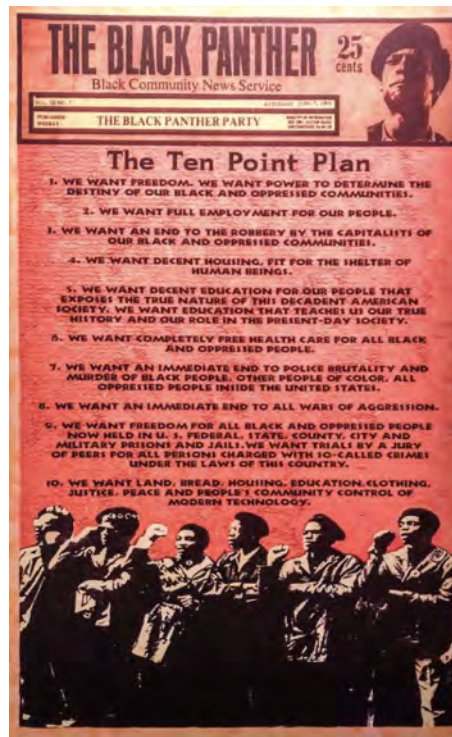 THE BLACK PANTHER
25
cents
Black Community News Service
PUBLISHED
WEEKLY
THE BLACK PANTHER PARTY
The Ten Point Plan
1. WE WANT FREEDOM. WE WANT POWER TO DETERMINE THE
DESTINY OF OUR BLACK AND OPPRESSED COMMUNITIES.
2. WE WANT FULL EMPLOYMENT FOR OUR PEOPLE.
3. WE WANT AN END TO THE ROBBERY BY THE CAPITALISTS OF
OUR BLACK AND OPPRESSED COMMUNITIES.
4. WE WANT DECENT HOUSING, FIT FOR THE SHELTER OF
HUMAN BEINGS.
5. WE WANT DECENT EDUCATION FOR OUR PEOPLE THAT
EXPOSES THE TRUE NATURE OF THIS DECADENT AMERICAN
SOCIETY. WE WANT EDUCATION THAT TEACHES US OUR TRUE
HISTORY AND OUR ROLE IN THE PRESENT-DAY SOCIETY.
6. WE WANT COMPLETELY FREE HEALTH CARE FOR ALL BLACK
AND OPPRESSED PEOPLE.
7. WE WANT AN IMMEDIATE END TO POLICE BRUTALITY AND
MURDER OF BLACK PEOPLE, OTHER PEOPLE OF COLOR, ALL
OPPRESSED PEOPLE INSIDE THE UNITED STATES.
8. WE WANT AN IMMEDIATE END TO ALL WARS OF AGGRESSION.
9. WE WANT FREEDOM FOR ALL BLACK AND OPPRESSED PEOPLE
NOW HELD IN U. S. FEDERAL, STATE, COUNTY, CITY AND
MILITARY PRISONS AND JAILS. WE WANT TRIALS BY A JURY
OF PEERS FOR ALL PERSONS CHARGED WITH SO-CALLED CRIMES
UNDER THE LAWS OF THIS COUNTRY.
10. WE WANT LAND, BREAD, HOUSING, EDUCATION, CLOTHING,
JUSTICE, PEACE AND PEOPLE'S COMMUNITY CONTROL OF
MODERN TECHNOLOGY.